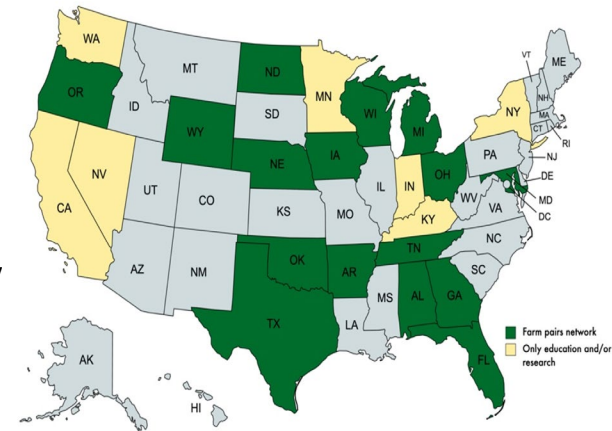 WA
MT
ND
MN
OR
ID
WY
SD
WI
MI
NE
IA
NV
UT
CO
CA
KS
MO
IL
IN
OH
KY
WV
VA
PA
NY
VT
NH
ME
MA
CT
RI
NJ
DE
MD
DC
AZ
NM
OK
AR
TN
NC
SC
TX
LA
MS
AL
GA
FL
AK
HI
Farm pairs network
Only education and/or
research